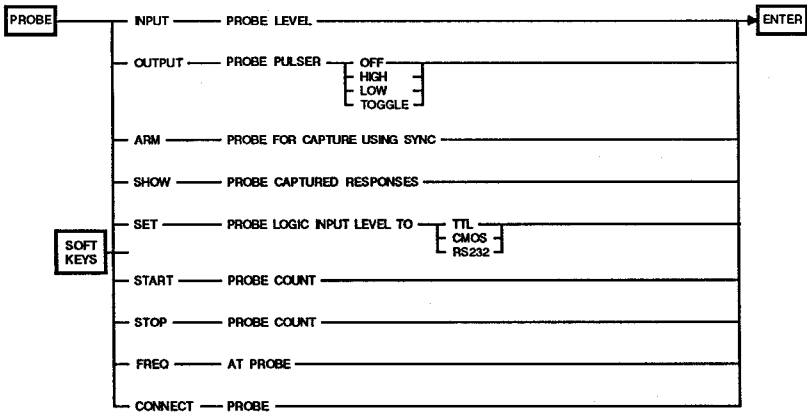 PROBE INPUT PROBE LEVEL ENTER
OUTPUT PROBE PULSER OFF
HIGH
LOW
TOGGLE
ARM PROBE FOR CAPTURE USING SYNC
SHOW PROBE CAPTURED RESPONSES
SET PROBE LOGIC INPUT LEVEL TO TTL
CMOS
RS232
SOFT
KEYS
START PROBE COUNT
STOP PROBE COUNT
FREQ AT PROBE
CONNECT PROBE